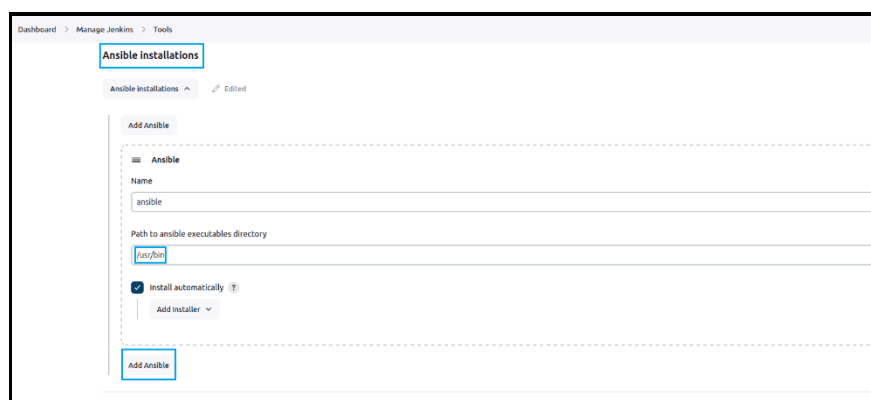 Dashboard > Manage Jenkins > Tools
Ansible installations
Ansible installations ^ Edited
Add Ansible
Ansible
Name
ansible
Path to ansible executables directory
/usr/bin
Install automatically ?
Add Installer
Add Ansible